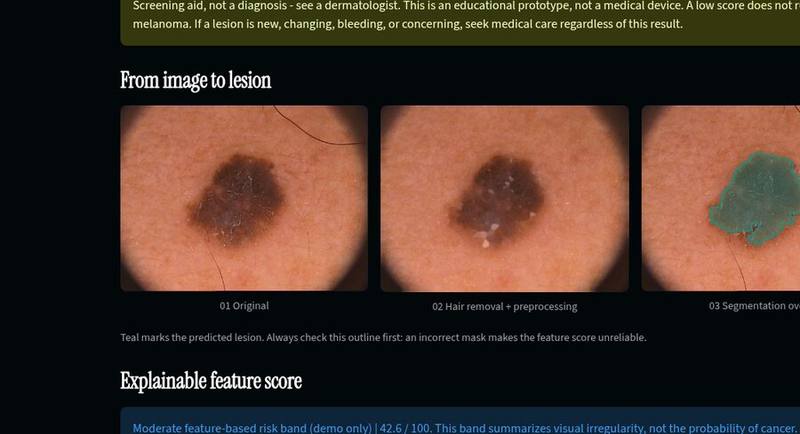 Screening aid, not a diagnosis - see a dermatologist. This is an educational prototype, not a medical device. A low score does not
melanoma. If a lesion is new, changing, bleeding, or concerning, seek medical care regardless of this result.
From image to lesion
01 Original
02 Hair removal + preprocessing
03 Segmentation
Teal marks the predicted lesion. Always check this outline first: an incorrect mask makes the feature score unreliable.
Explainable feature score
Moderate feature-based risk band (demo only) | 42.6 / 100. This band summarizes visual irregularity, not the probability of cancer.